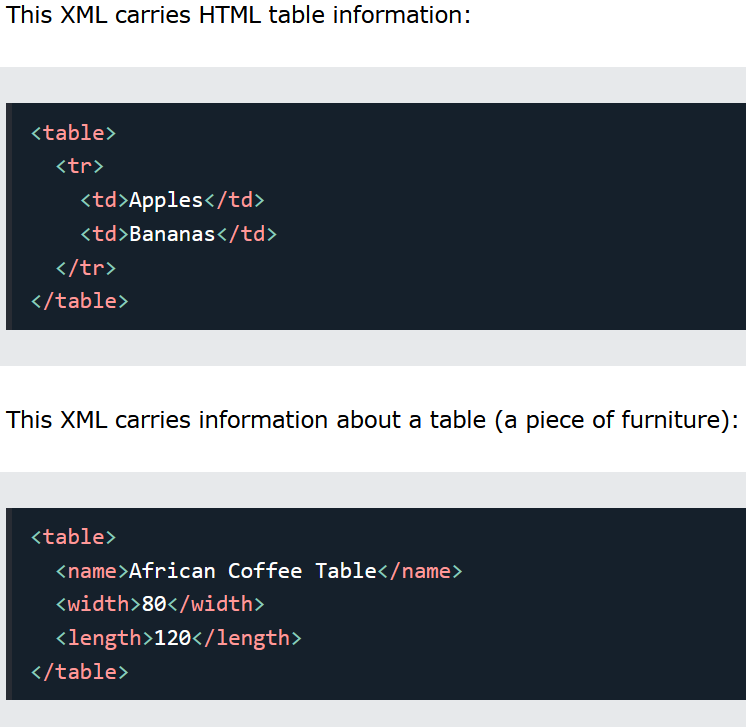 This XML carries HTML table information:
<table>
  <tr>
    <td>Apples</td>
    <td>Bananas</td>
  </tr>
</table>
This XML carries information about a table (a piece of furniture):
<table>
  <name>African Coffee Table</name>
  <width>80</width>
  <length>120</length>
</table>